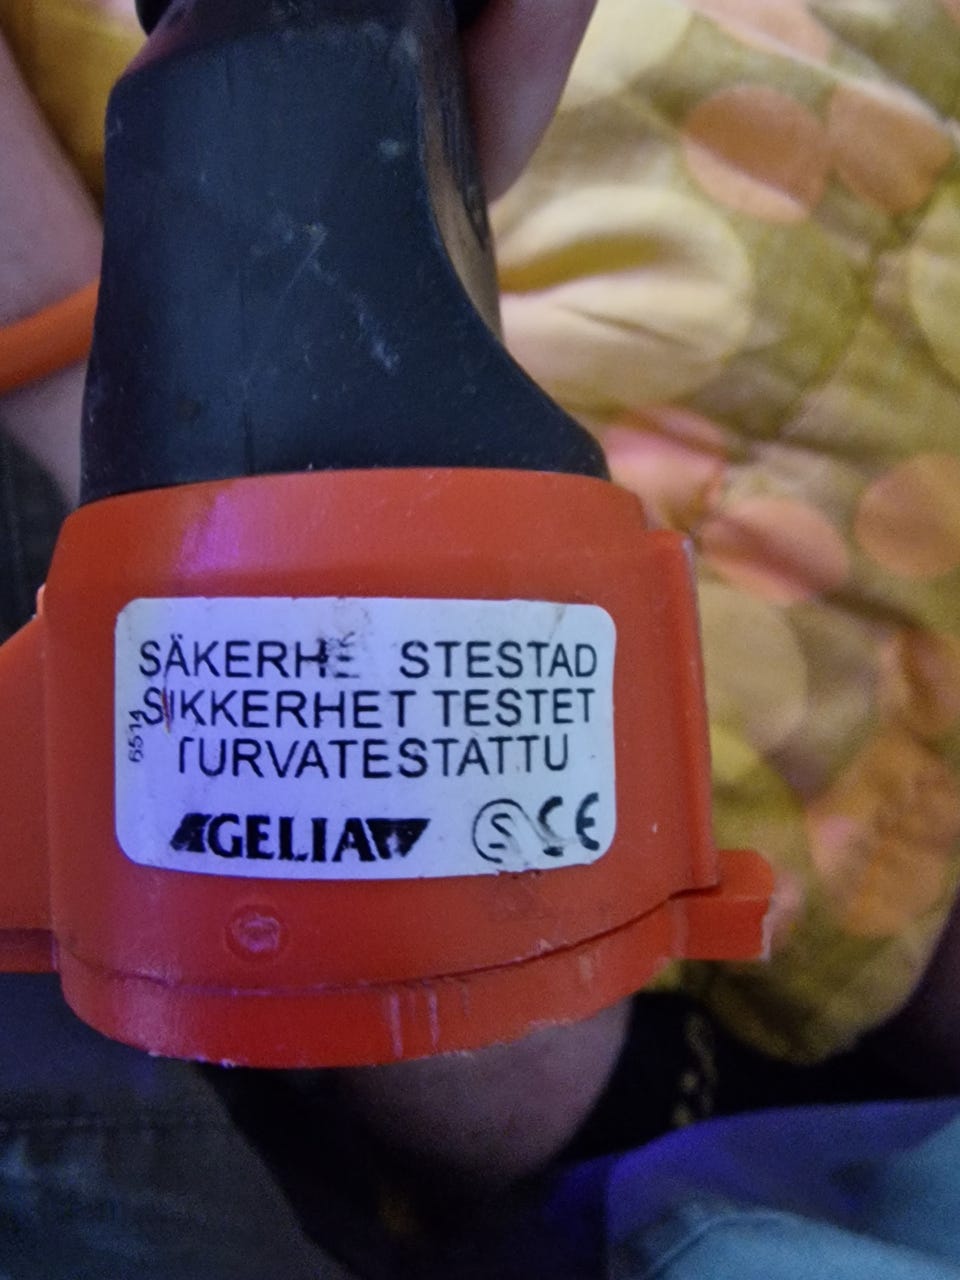 SÄKERHE STESTAD
SIKKERHET TESTET
TURVATESTATTU
6514
GELIA S CE